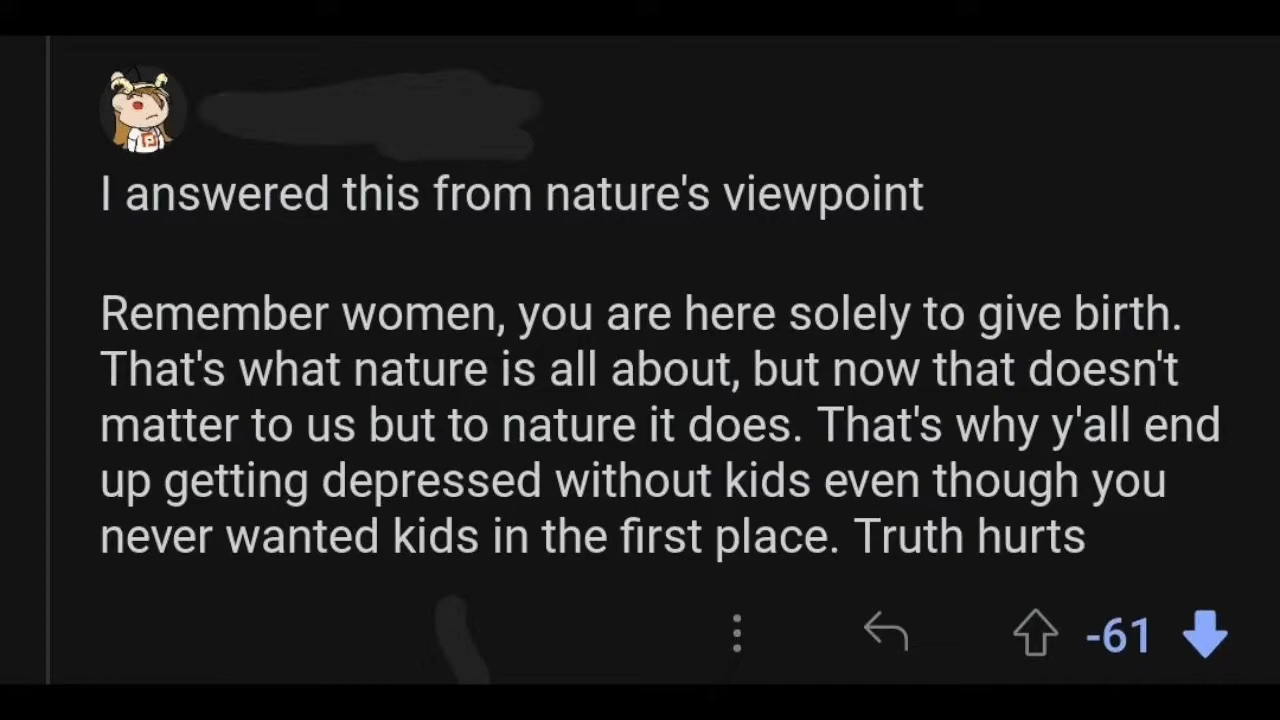 I answered this from nature's viewpoint
Remember women, you are here solely to give birth.
That's what nature is all about, but now that doesn't
matter to us but to nature it does. That's why y'all end
up getting depressed without kids even though you
never wanted kids in the first place. Truth hurts
-61